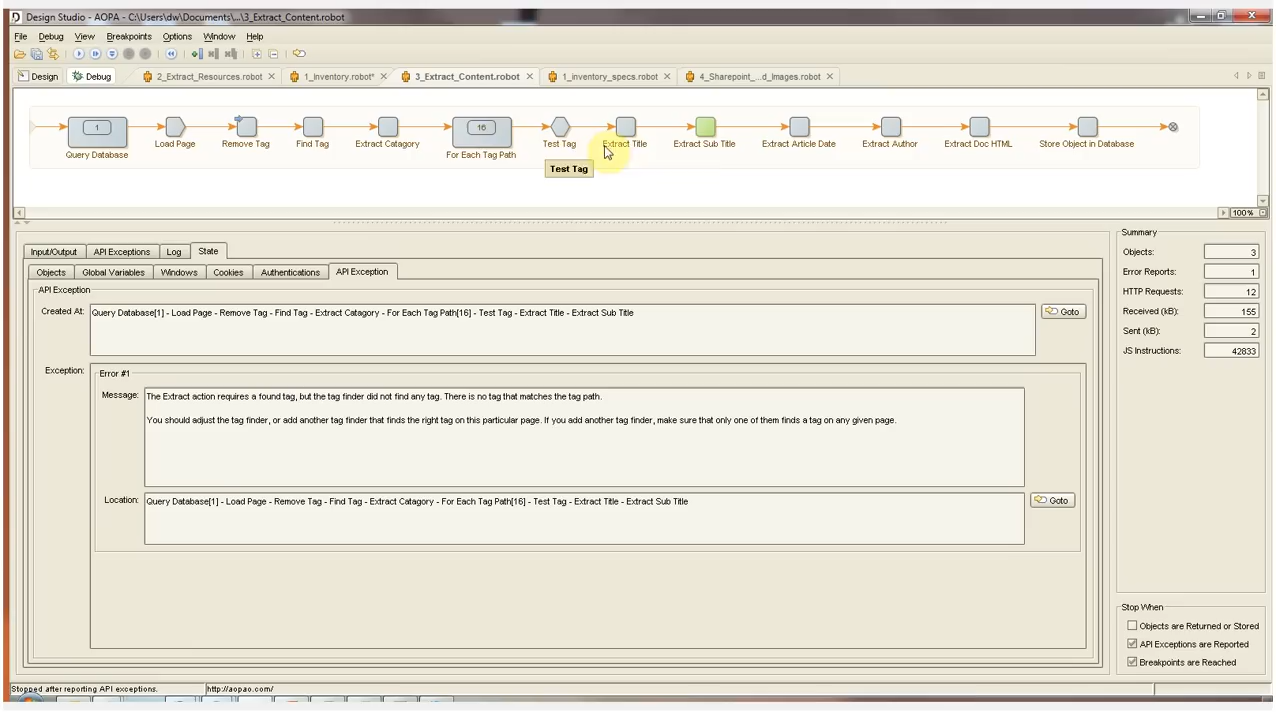 Design Studio - AOPA - C:\Users\dw\Documents\...\3_Extract_Content.robot
File Debug View Breakpoints Options Window Help
Design Debug 2_Extract_Resources.robot 1_Inventory.robot* 3_Extract_Content.robot 1_inventory_specs.robot 4_Sharepoint_...d_Images.robot
1 16
Query Database Load Page Remove Tag Find Tag Extract Catagory For Each Tag Path Test Tag Extract Title Extract Sub Title Extract Article Date Extract Author Extract Doc HTML Store Object in Database
Test Tag
100%
Input/Output API Exceptions Log State
Objects Global Variables Windows Cookies Authentications API Exception
API Exception
Created At: Query Database[1] - Load Page - Remove Tag - Find Tag - Extract Catagory - For Each Tag Path[16] - Test Tag - Extract Title - Extract Sub Title Goto
Exception: Error #1
Message: The Extract action requires a found tag, but the tag finder did not find any tag. There is no tag that matches the tag path.
You should adjust the tag finder, or add another tag finder that finds the right tag on this particular page. If you add another tag finder, make sure that only one of them finds a tag on any given page.
Location: Query Database[1] - Load Page - Remove Tag - Find Tag - Extract Catagory - For Each Tag Path[16] - Test Tag - Extract Title - Extract Sub Title Goto
Summary
Objects: 3
Error Reports: 1
HTTP Requests: 12
Received (kB): 155
Sent (kB): 2
JS Instructions: 42833
Stop When
Objects are Returned or Stored
API Exceptions are Reported
Breakpoints are Reached
Stopped after reporting API exceptions. http://aopao.com/